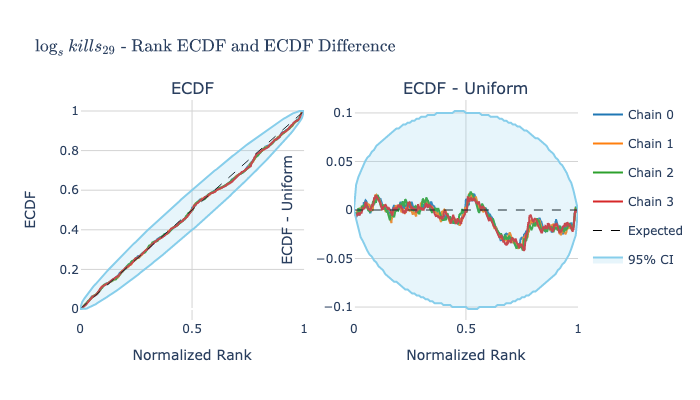 log_s kills_29 - Rank ECDF and ECDF Difference
ECDF
ECDF - Uniform
1
0.8
0.6
0.4
0.2
0
0
0.5
1
ECDF
Normalized Rank
0.1
0.05
0
−0.05
−0.1
0
0.5
1
ECDF - Uniform
Normalized Rank
Chain 0
Chain 1
Chain 2
Chain 3
Expected
95% CI